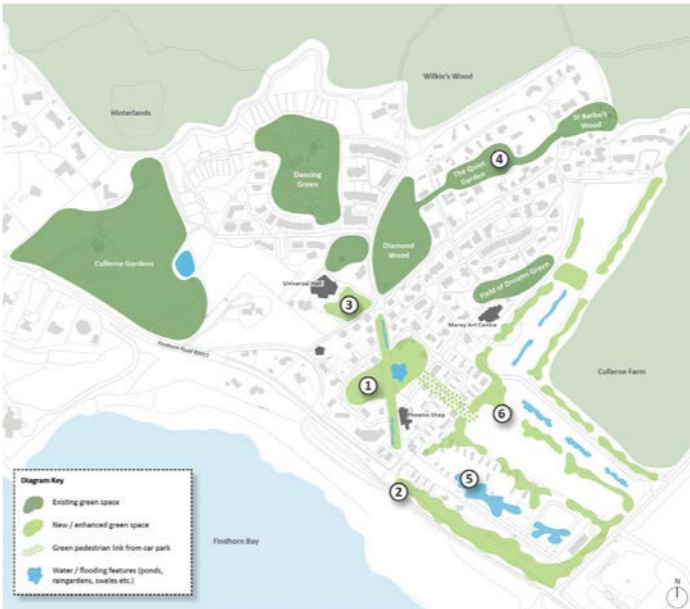 Wilkie's Wood
Hinterlands
St Barbe's
Wood
4
The Quiet
Garden
Dancing
Green
Diamond
Wood
Cullerne Gardens
Field of Dreams Green
Universal Hall
3
Moray Art Centre
Findhorn Road B9011
Cullerne Farm
1
6
Phoenix Shop
5
2
Diagram Key
Existing green space
New / enhanced green space
Green pedestrian link from car park
Water / flooding features (ponds,
raingardens, swales etc.)
Findhorn Bay
N